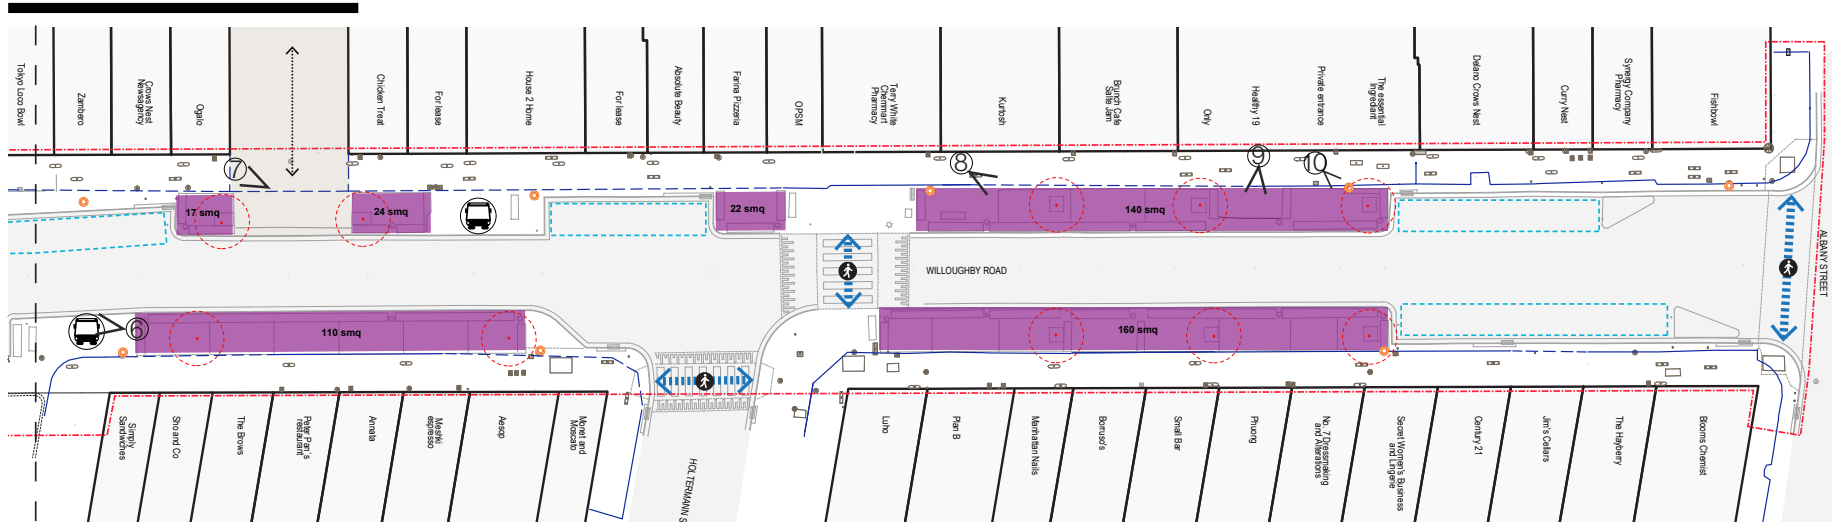 Tokyo Loco Bowl
Zambero
Crows Nest
Newsagency
Ogalo
Chicken Treat
For lease
House 2 Home
For lease
Absolute Beauty
Farina Pizzeria
OPSM
Terry White
Chemmart
Pharmacy
Kurtosh
Brunch Cafe
Salte Jam
Only
Healthy 19
Private entrance
The essential
Ingredient
Delano Crows Nest
Curry Nest
Synergy Company
Pharmacy
Fishbowl
7
8
9
10
17 smq
24 smq
22 smq
140 smq
WILLOUGHBY ROAD
ALBANY STREET
6
110 smq
160 smq
Simply
Sandwiches
Sho and Co
The Brows
Peter Pan's
restaurant
Annata
Meshki
espresso
Aesop
Monet and
Moscato
HOLTERMANN S
Luho
Plan B
Manhattan Nails
Borruso's
Small Bar
Phuong
No. 7 Dressmaking
and Alterations
Secret Women's Business
and Lingerie
Century 21
Jim's Cellars
The Hayberry
Blooms Chemist